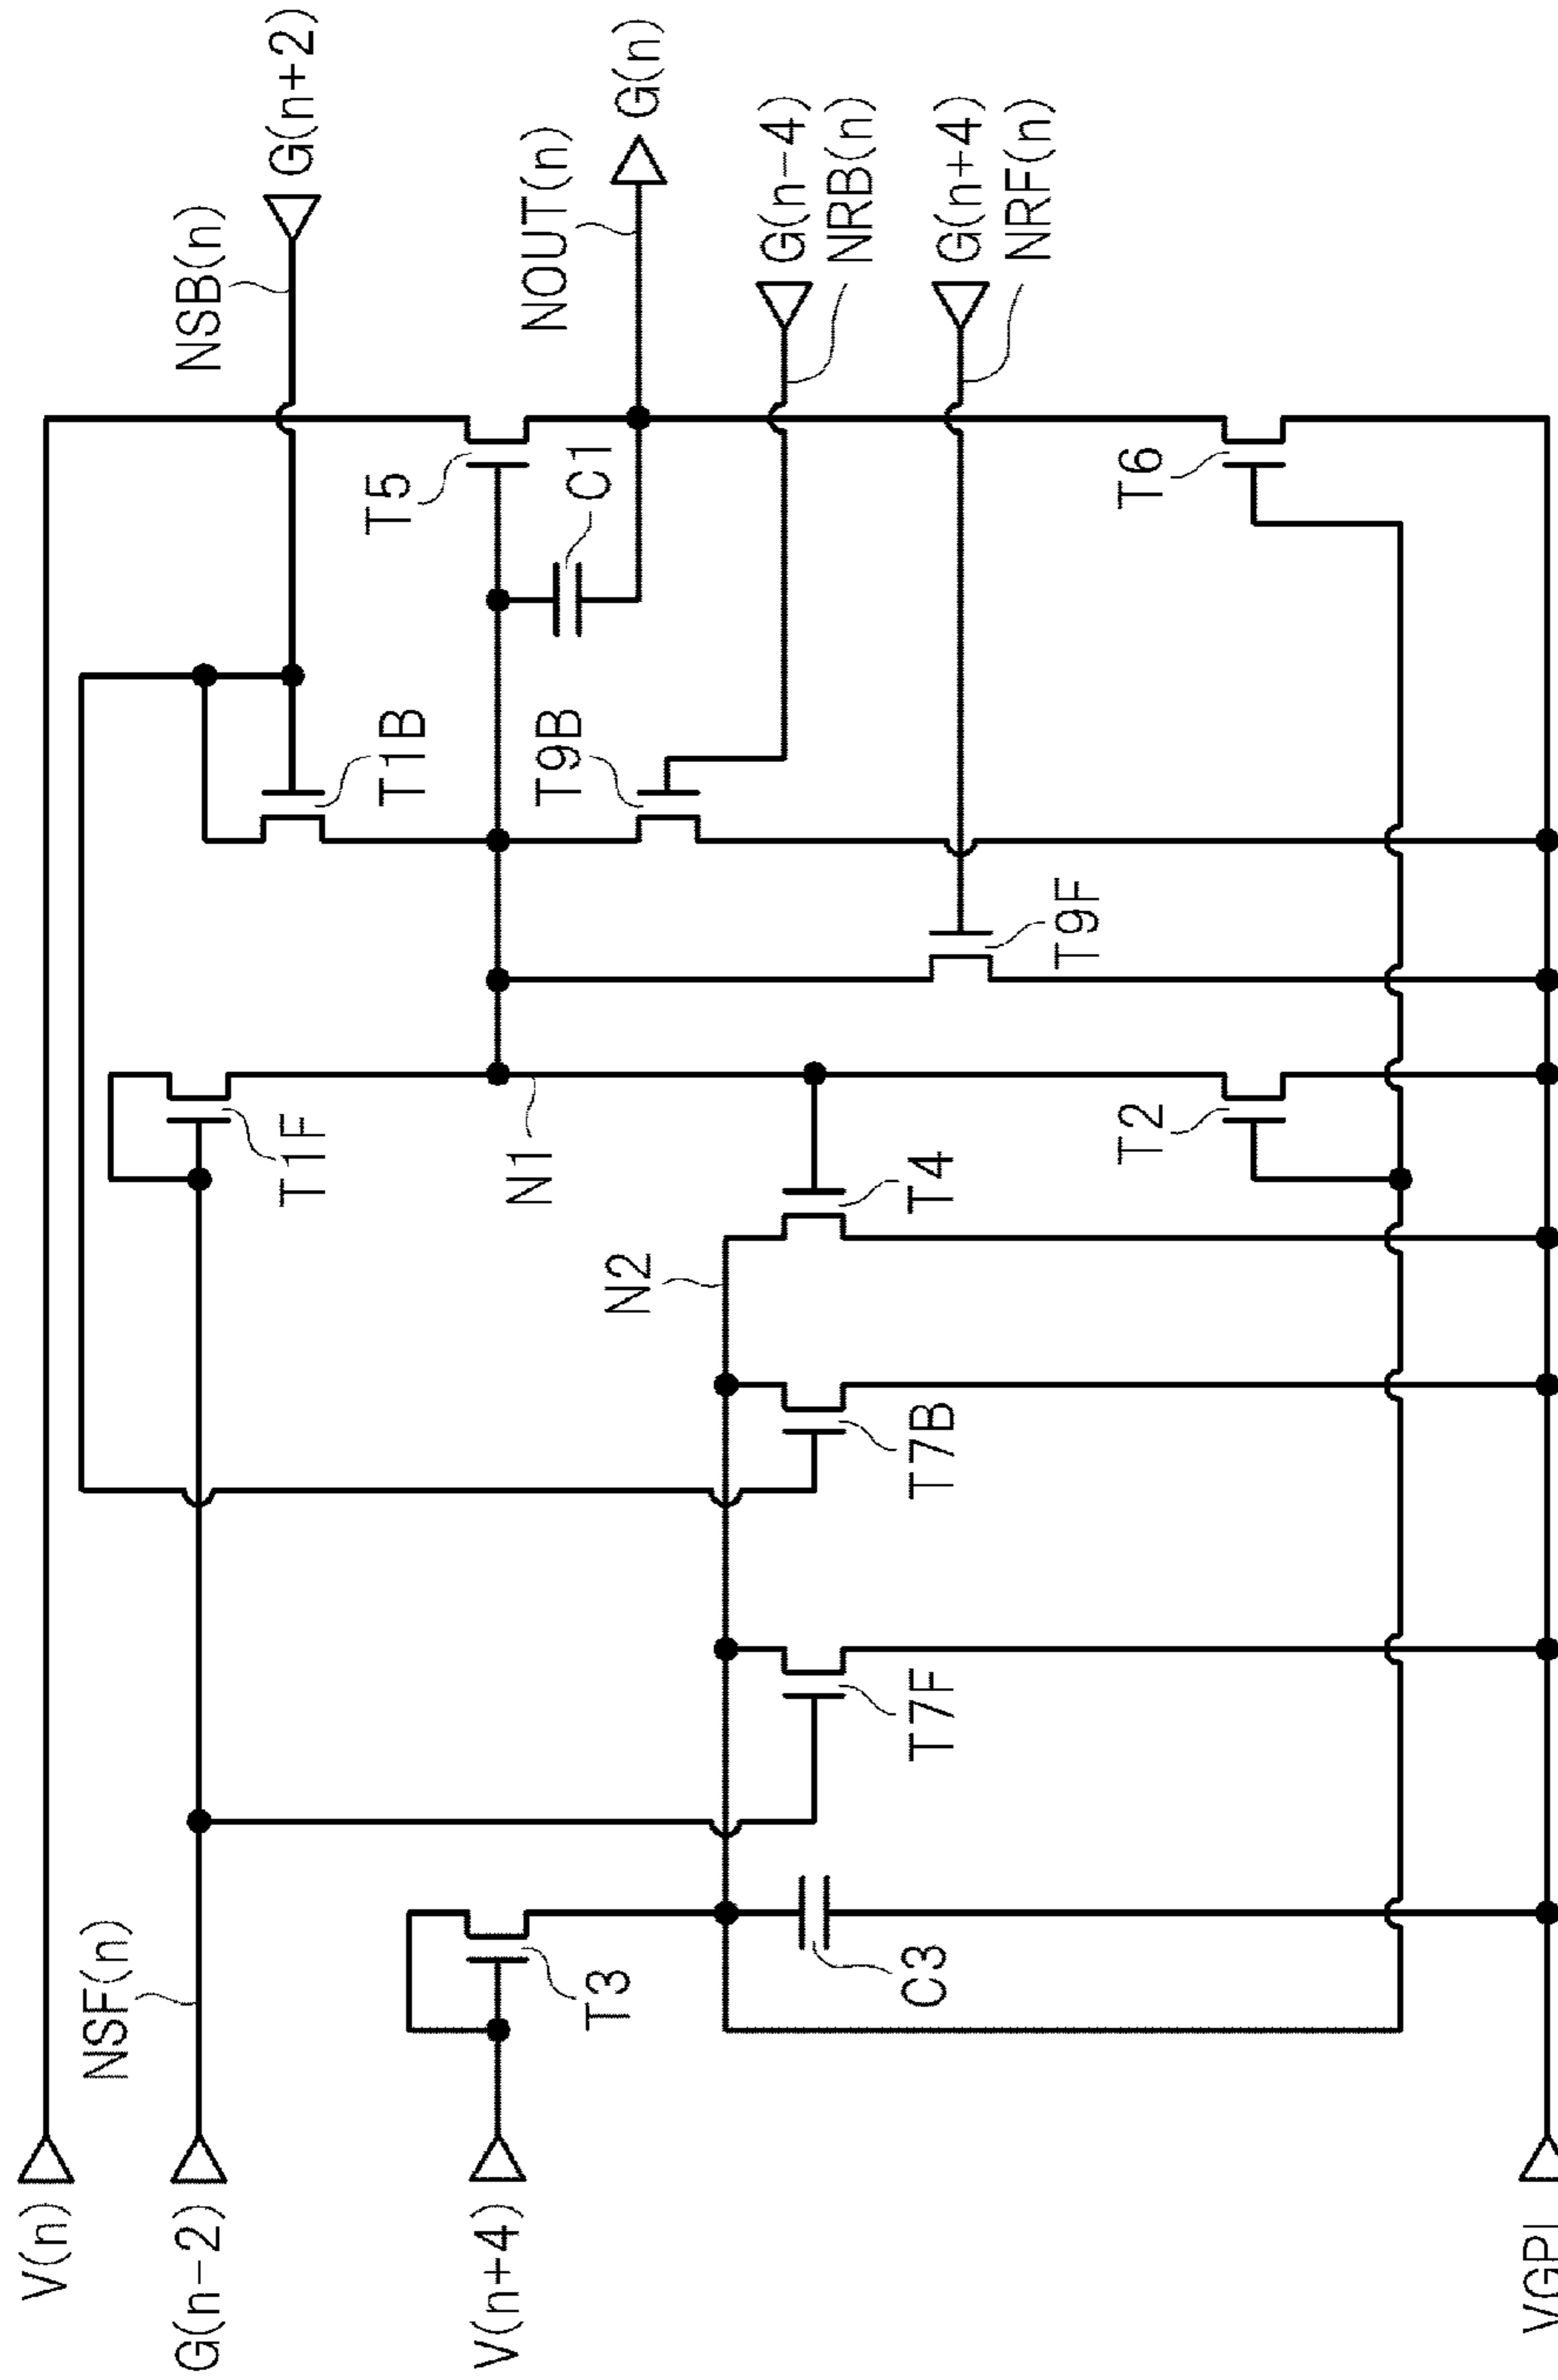 V(n)
G(n-2)
NSF(n)
V(n+4)
T3
C3
T7F
T7B
N2
T4
T1F
N1
T2
T9F
T1B
T9B
T5
C1
T6
NSB(n)
G(n+2)
NOUT(n)
G(n)
G(n-4)
NRB(n)
G(n+4)
NRF(n)